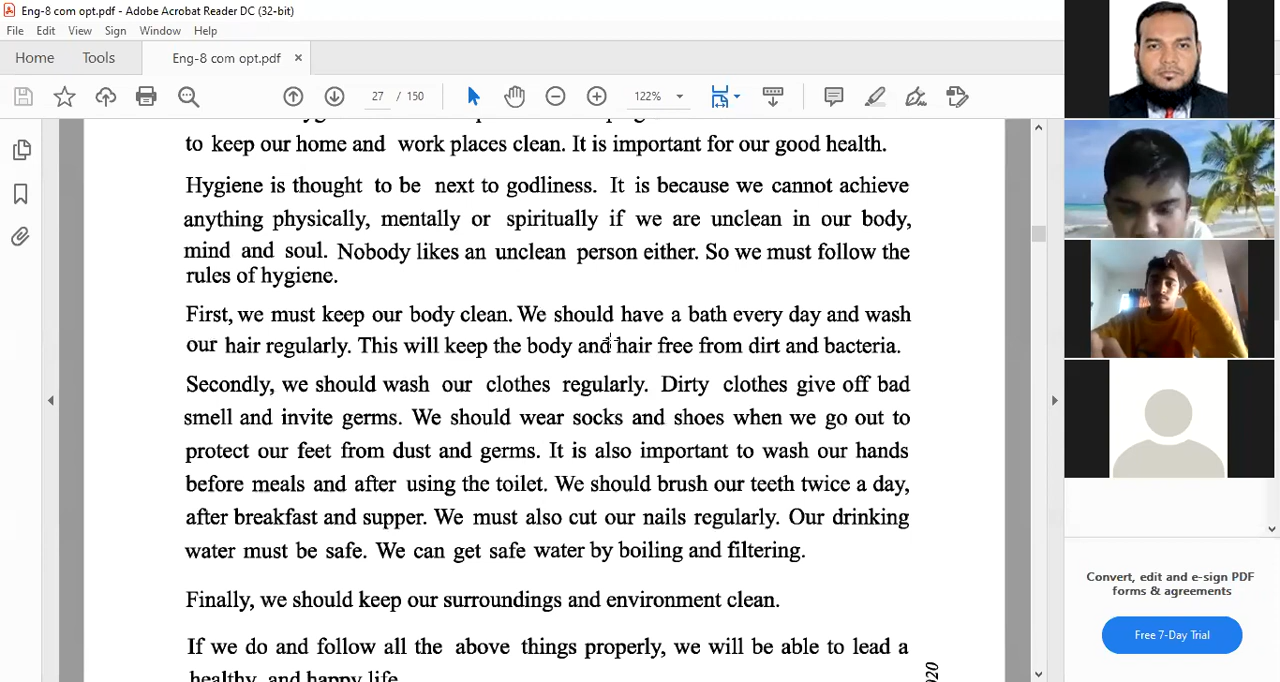 Eng-8 com opt.pdf - Adobe Acrobat Reader DC (32-bit)
File Edit View Sign Window Help
Home Tools Eng-8 com opt.pdf ×
27 / 150 122%
to keep our home and work places clean. It is important for our good health.
Hygiene is thought to be next to godliness. It is because we cannot achieve
anything physically, mentally or spiritually if we are unclean in our body,
mind and soul. Nobody likes an unclean person either. So we must follow the
rules of hygiene.
First, we must keep our body clean. We should have a bath every day and wash
our hair regularly. This will keep the body and hair free from dirt and bacteria.
Secondly, we should wash our clothes regularly. Dirty clothes give off bad
smell and invite germs. We should wear socks and shoes when we go out to
protect our feet from dust and germs. It is also important to wash our hands
before meals and after using the toilet. We should brush our teeth twice a day,
after breakfast and supper. We must also cut our nails regularly. Our drinking
water must be safe. We can get safe water by boiling and filtering.
Finally, we should keep our surroundings and environment clean.
If we do and follow all the above things properly, we will be able to lead a
healthy and happy life.
Convert, edit and e-sign PDF
forms & agreements
Free 7-Day Trial